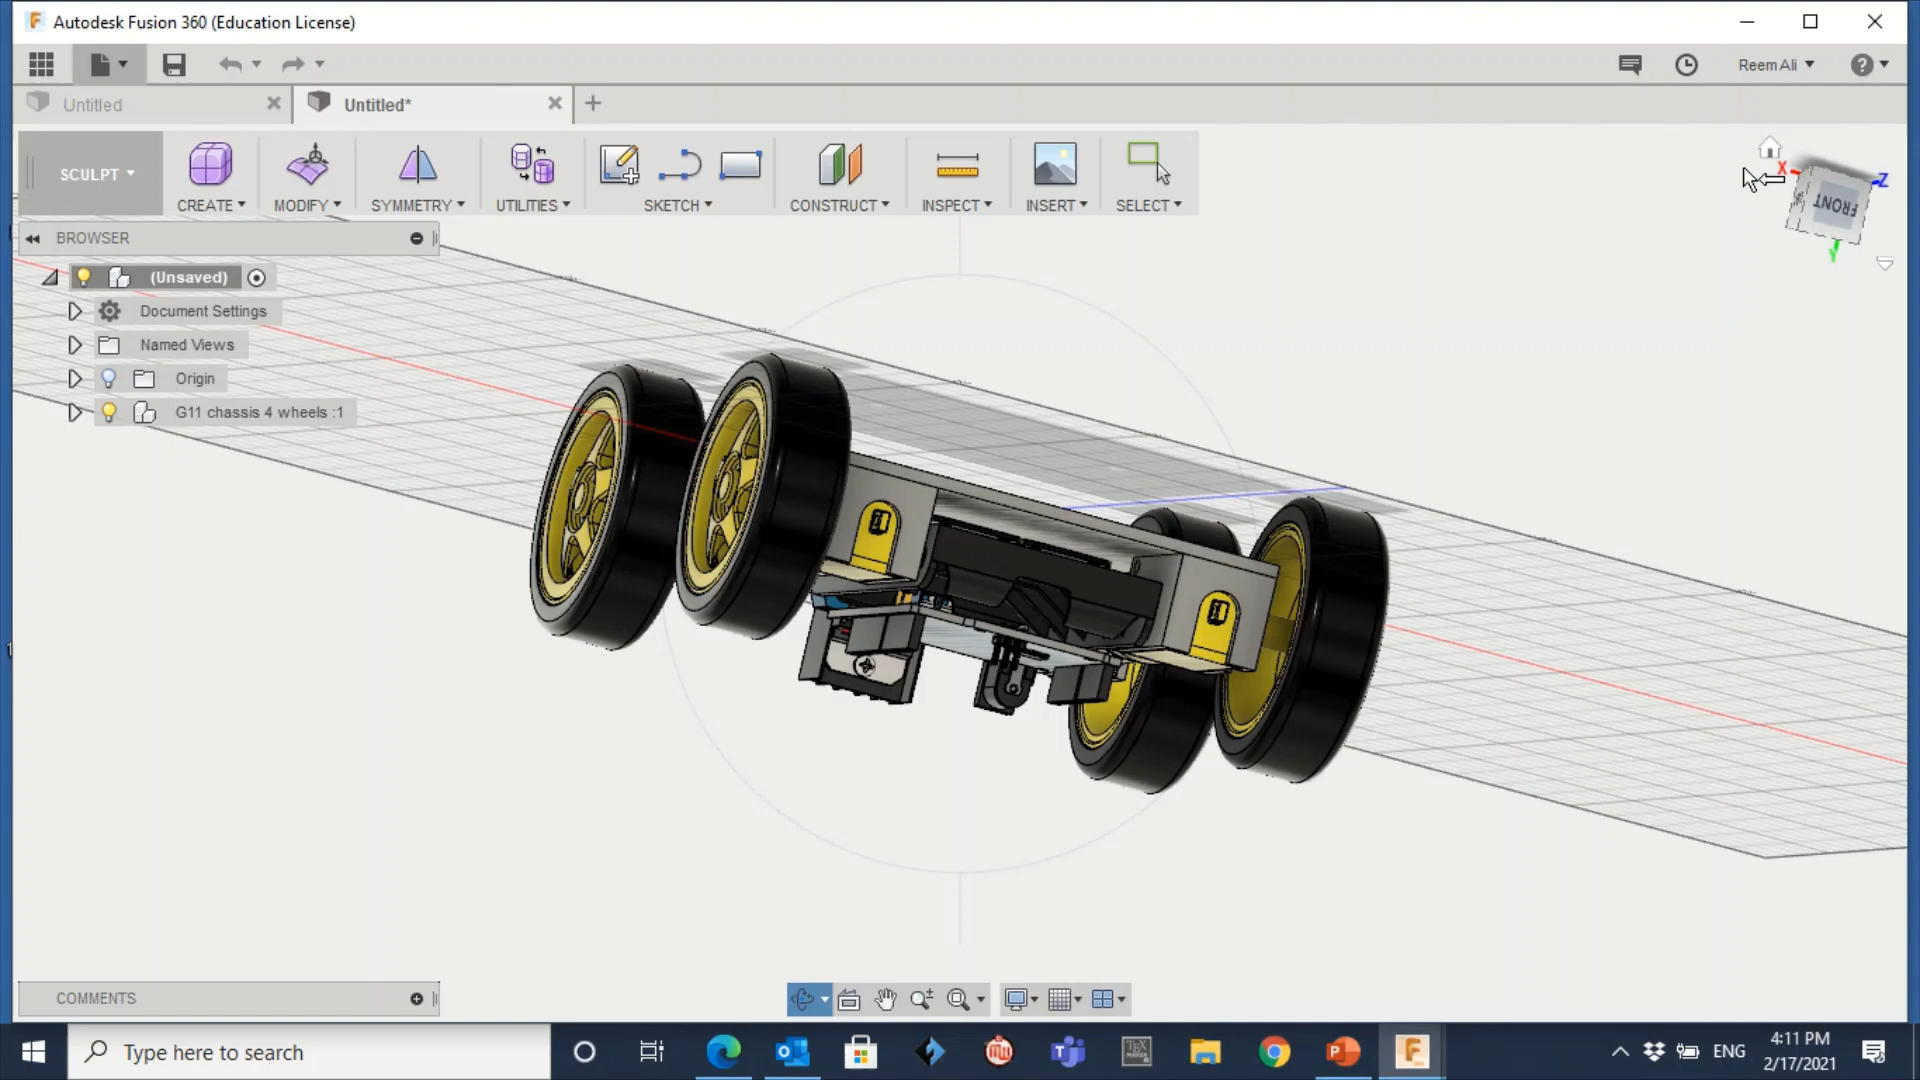 Autodesk Fusion 360 (Education License)
Reem Ali
Untitled
Untitled*
SCULPT
CREATE
MODIFY
SYMMETRY
UTILITIES
SKETCH
CONSTRUCT
INSPECT
INSERT
SELECT
X
Z
FRONT
Y
BROWSER
(Unsaved)
Document Settings
Named Views
Origin
G11 chassis 4 wheels :1
COMMENTS
Type here to search
ENG
4:11 PM
2/17/2021